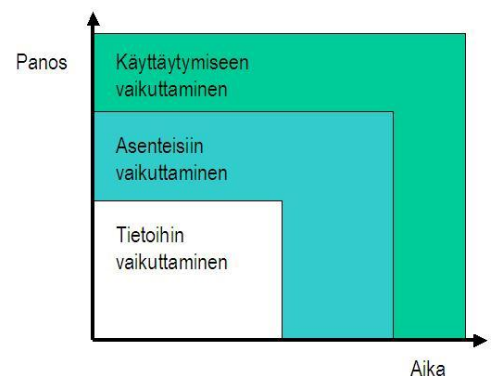 Panos
Käyttäytymiseen
vaikuttaminen
Asenteisiin
vaikuttaminen
Tietoihin
vaikuttaminen
Aika